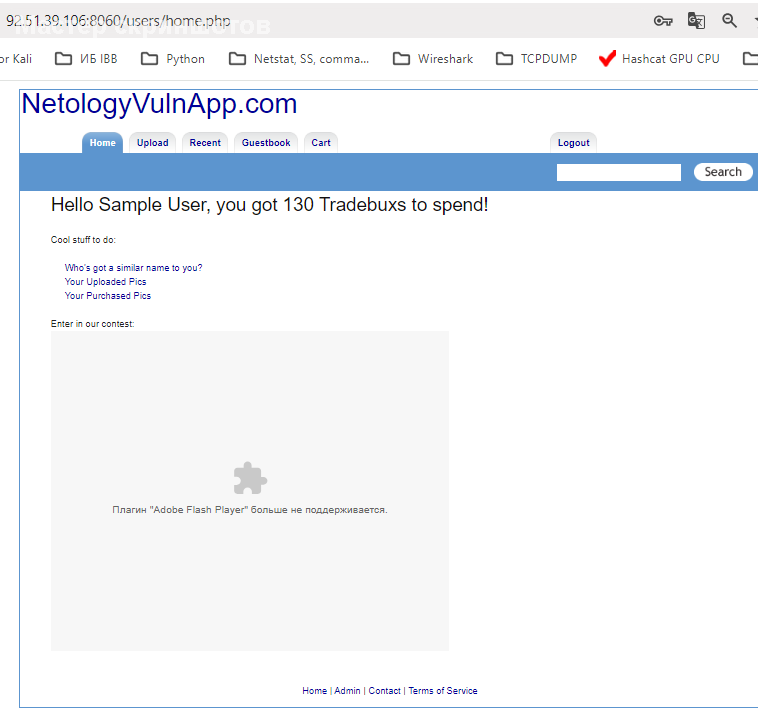 92.51.39.106:8060/users/home.php
Мастер скриншотов
or Kali ИБ IBB Python Netstat, SS, comma... Wireshark TCPDUMP Hashcat GPU CPU
NetologyVulnApp.com
Home Upload Recent Guestbook Cart Logout
Search
Hello Sample User, you got 130 Tradebuxs to spend!
Cool stuff to do:
Who's got a similar name to you?
Your Uploaded Pics
Your Purchased Pics
Enter in our contest:
Плагин "Adobe Flash Player" больше не поддерживается.
Home | Admin | Contact | Terms of Service